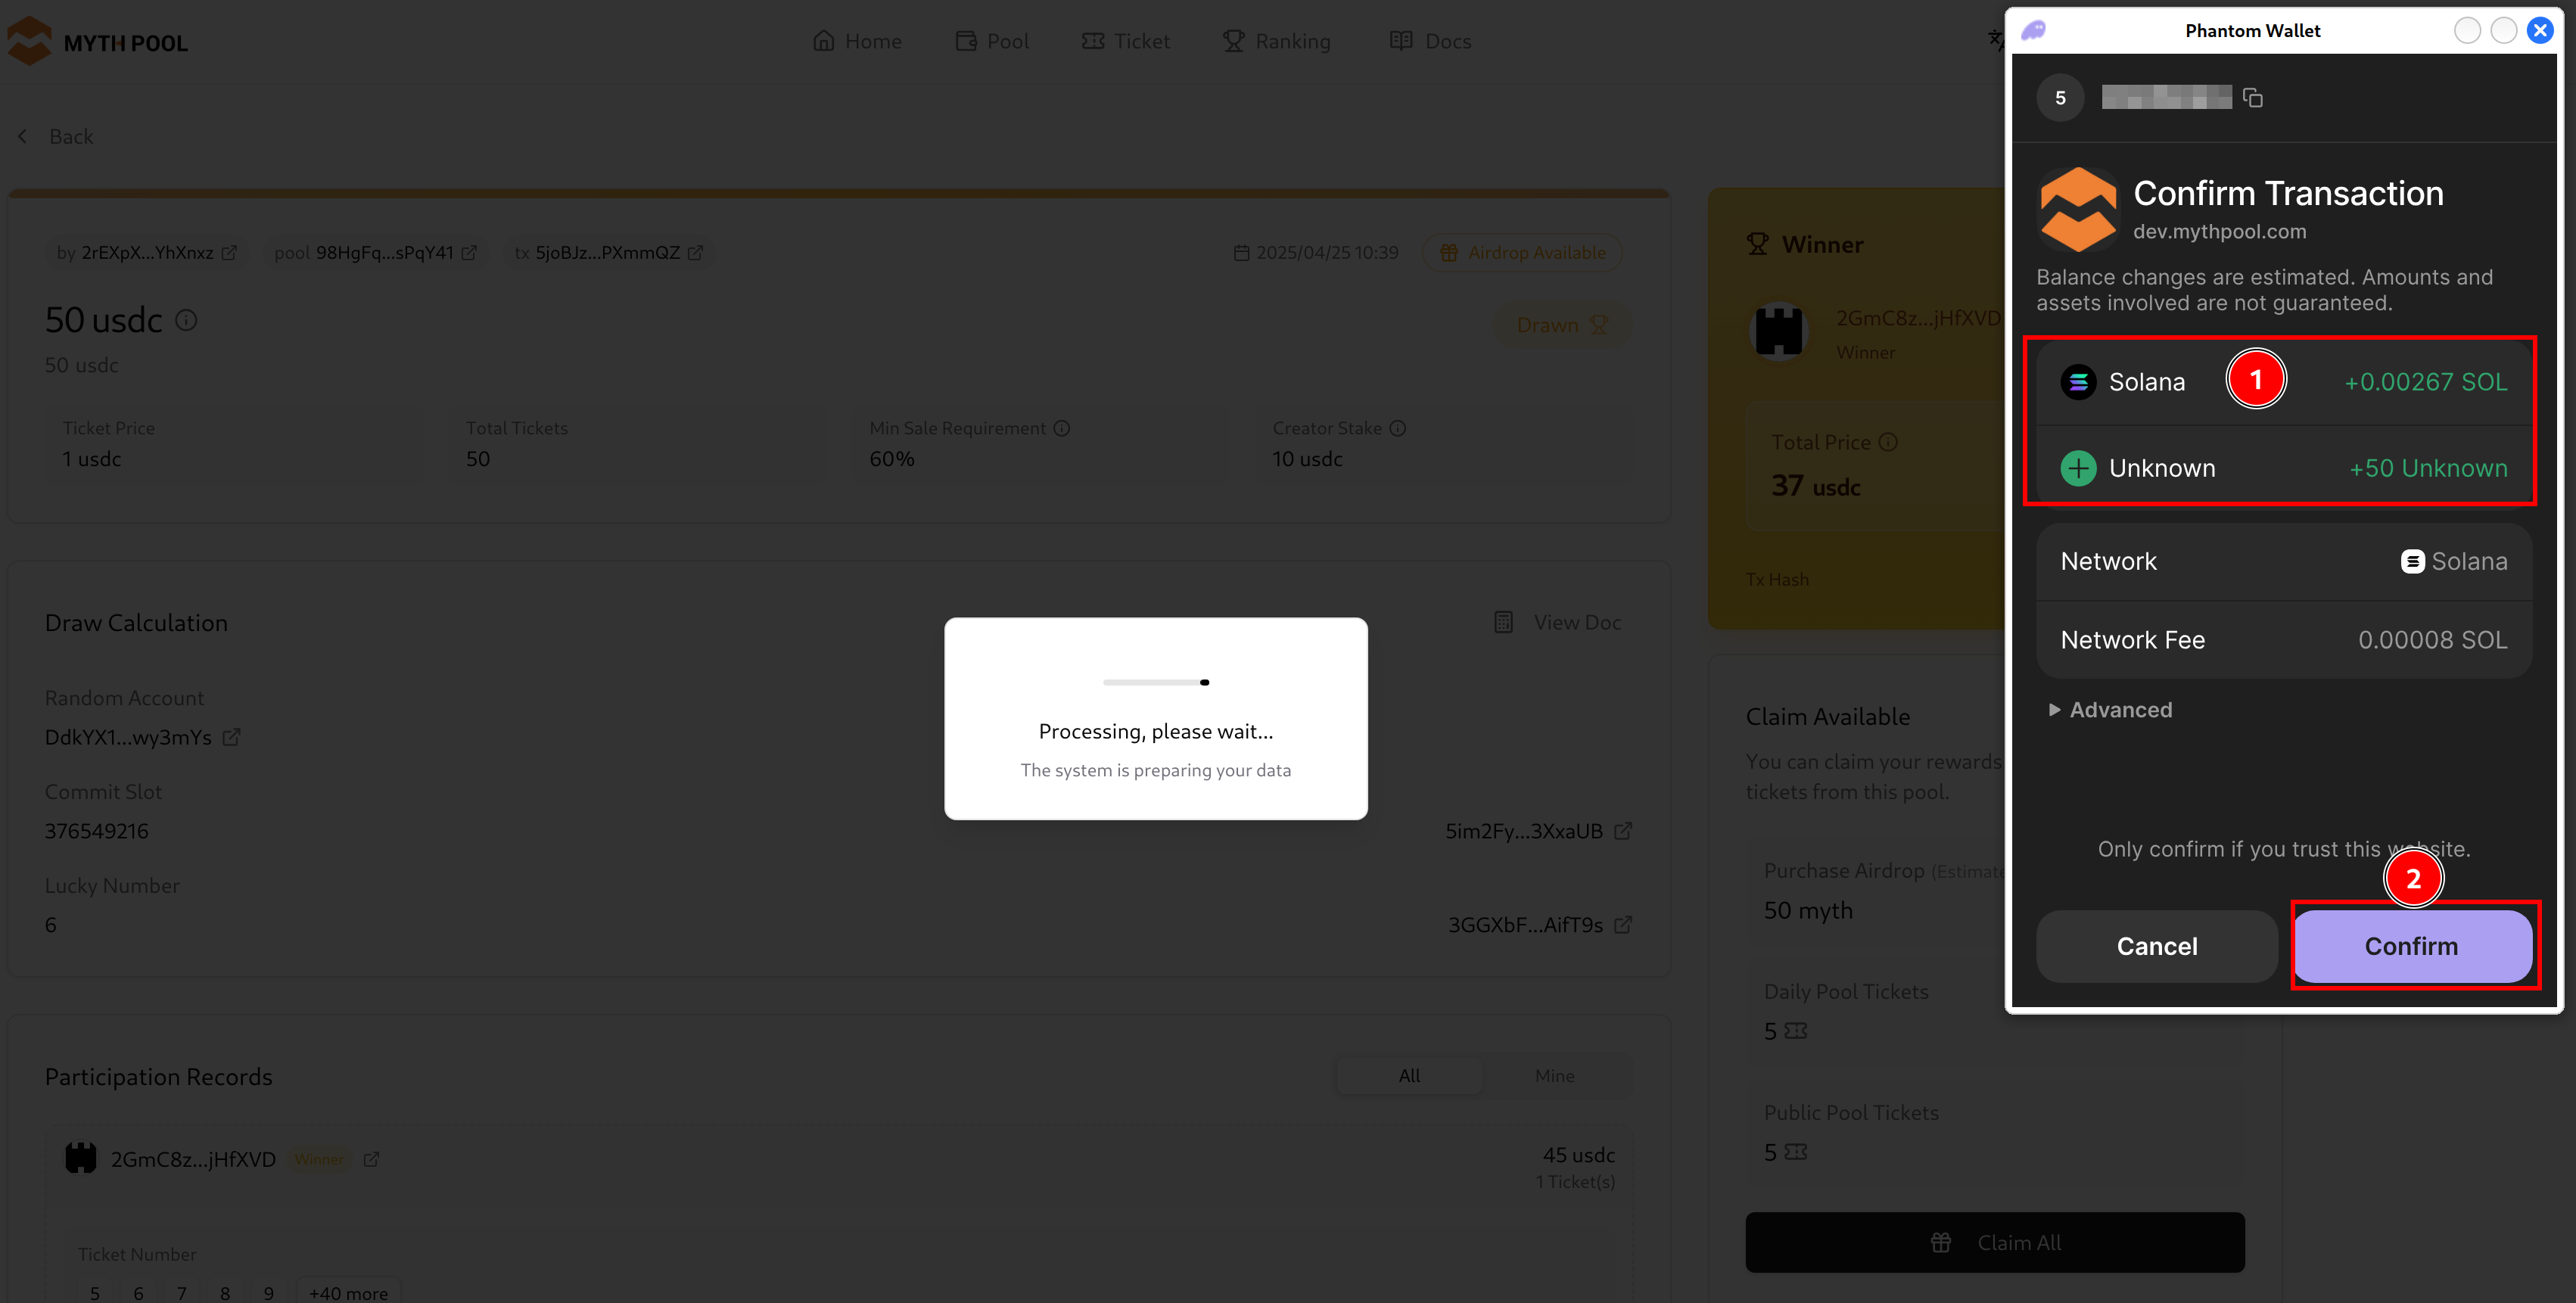 MYTH POOL
Home
Pool
Ticket
Ranking
Docs
Back
by 2rEXpX...YhXnxz
pool 98HgFq...sPqY41
tx 5joBJz...PXmmQZ
2025/04/25 10:39
Airdrop Available
50 usdc
Drawn
50 usdc
Ticket Price
1 usdc
Total Tickets
50
Min Sale Requirement
60%
Creator Stake
10 usdc
Draw Calculation
View Doc
Random Account
DdkYX1...wy3mYs
Commit Slot
376549216
5im2Fy...3XxaUB
Lucky Number
6
3GGXbF...AifT9s
Processing, please wait...
The system is preparing your data
Participation Records
All
Mine
2GmC8z...jHfXVD
Winner
45 usdc
1 Ticket(s)
Ticket Number
5
6
7
8
9
+40 more
Winner
2GmC8z...jHfXVD
Winner
Total Price
37 usdc
Tx Hash
Claim Available
You can claim your rewards
tickets from this pool.
Purchase Airdrop (Estimate
50 myth
Daily Pool Tickets
5
Public Pool Tickets
5
Claim All
Phantom Wallet
5
Confirm Transaction
dev.mythpool.com
Balance changes are estimated. Amounts and
assets involved are not guaranteed.
Solana
1
+0.00267 SOL
Unknown
+50 Unknown
Network
Solana
Network Fee
0.00008 SOL
Advanced
Only confirm if you trust this website.
2
Cancel
Confirm